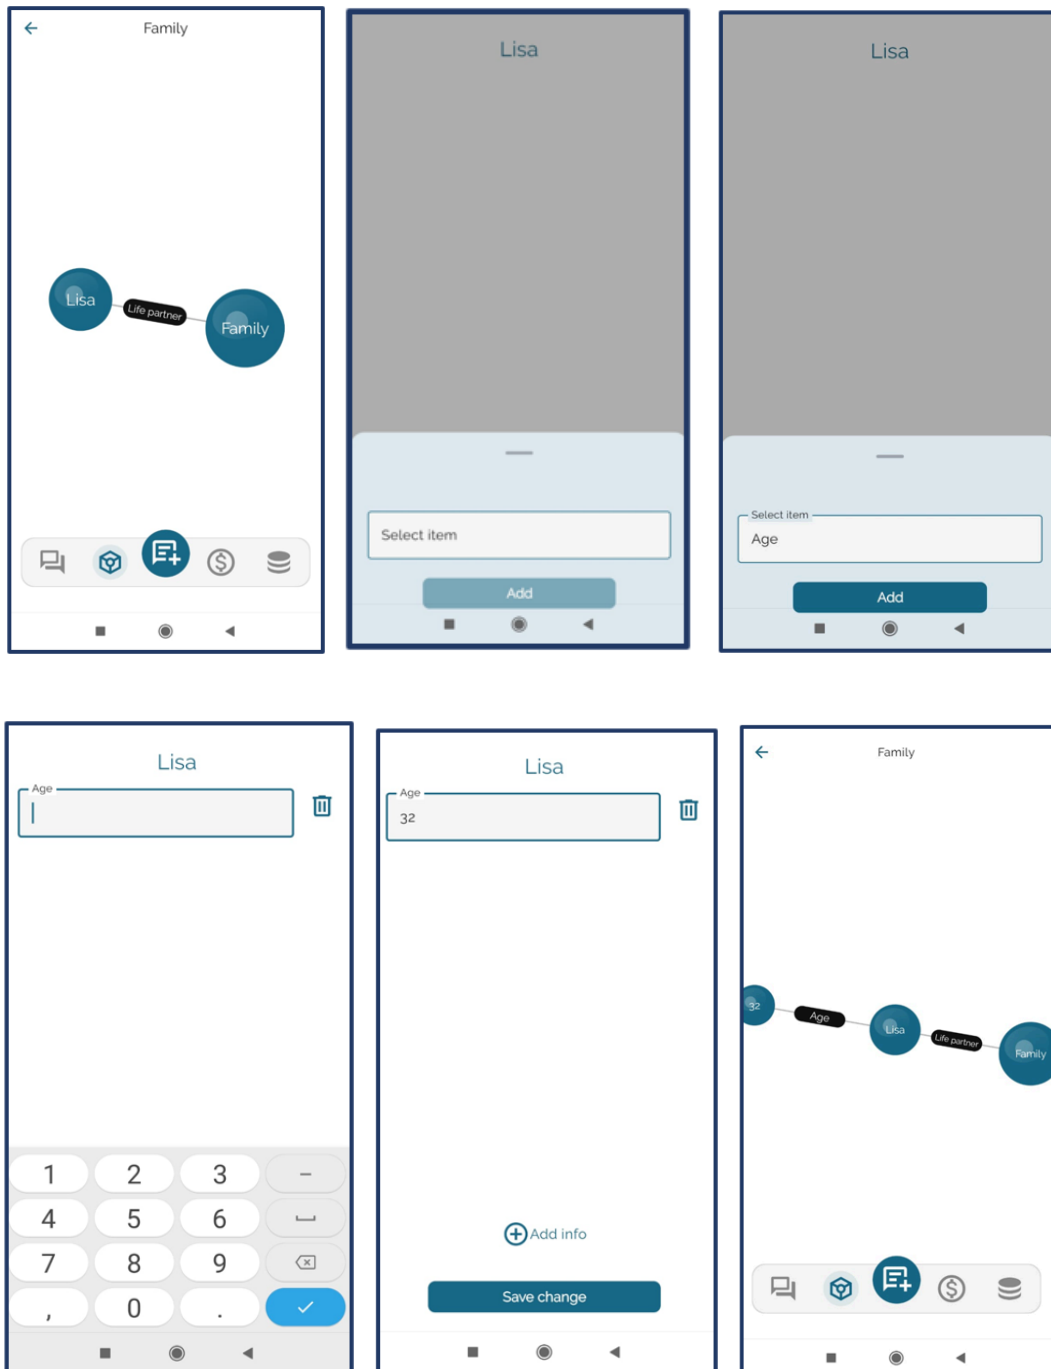 Family
Lisa
Life partner
Family
Lisa
Select item
Add
Lisa
Select item
Age
Add
Lisa
Age
1 2 3 -
4 5 6
7 8 9
, 0 .
Lisa
Age
32
Add info
Save change
Family
32
Age
Lisa
Life partner
Family